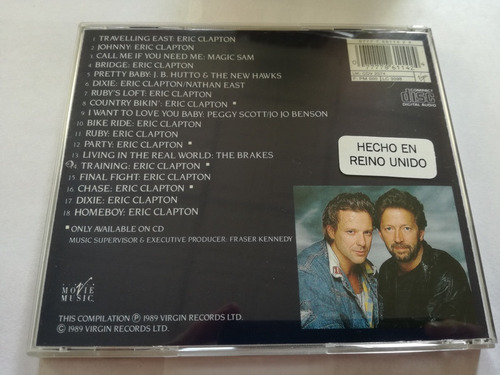 1 TRAVELLING EAST: ERIC CLAPTON
2 JOHNNY: ERIC CLAPTON
3 CALL ME IF YOU NEED ME: MAGIC SAM
4 BRIDGE: ERIC CLAPTON
5 PRETTY BABY: J. B. HUTTO & THE NEW HAWKS
6 DIXIE: ERIC CLAPTON/NATHAN EAST
7 RUBY'S LOFT: ERIC CLAPTON
8 COUNTRY BIKIN': ERIC CLAPTON *
9 I WANT TO LOVE YOU BABY: PEGGY SCOTT/JO JO BENSON
10 BIKE RIDE: ERIC CLAPTON
11 RUBY: ERIC CLAPTON
12 PARTY: ERIC CLAPTON *
13 LIVING IN THE REAL WORLD: THE BRAKES
14 TRAINING: ERIC CLAPTON *
15 FINAL FIGHT: ERIC CLAPTON
16 CHASE: ERIC CLAPTON *
17 DIXIE: ERIC CLAPTON
18 HOMEBOY: ERIC CLAPTON
* ONLY AVAILABLE ON CD
MUSIC SUPERVISOR & EXECUTIVE PRODUCER: FRASER KENNEDY
MOVIE
MUSIC
THIS COMPILATION ℗ 1989 VIRGIN RECORDS LTD.
© 1989 VIRGIN RECORDS LTD.
COMPACT
disc
DIGITAL AUDIO
HECHO EN
REINO UNIDO